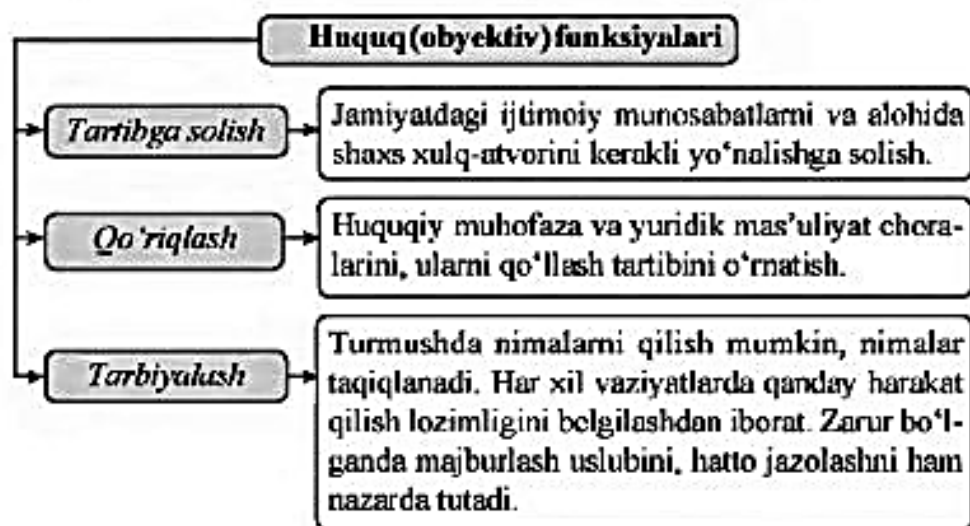 Huquq (obyektiv) funksiyalari
Tartibga solish
Jamiyatdagi ijtimoiy munosabatlarni va alohida
shaxs xulq-atvorini kerakli yo‘nalishga solish.
Qo‘riqlash
Huquqiy muhofaza va yuridik mas’uliyat chora-
larini, ularni qo‘llash tartibini o‘rnatish.
Tarbiyalash
Turmushda nimalarni qilish mumkin, nimalar
taqiqlanadi. Har xil vaziyatlarda qanday harakat
qilish lozimligini belgilashdan iborat. Zarur bo‘l-
ganda majburlash uslubini, hatto jazolashni ham
nazarda tutadi.